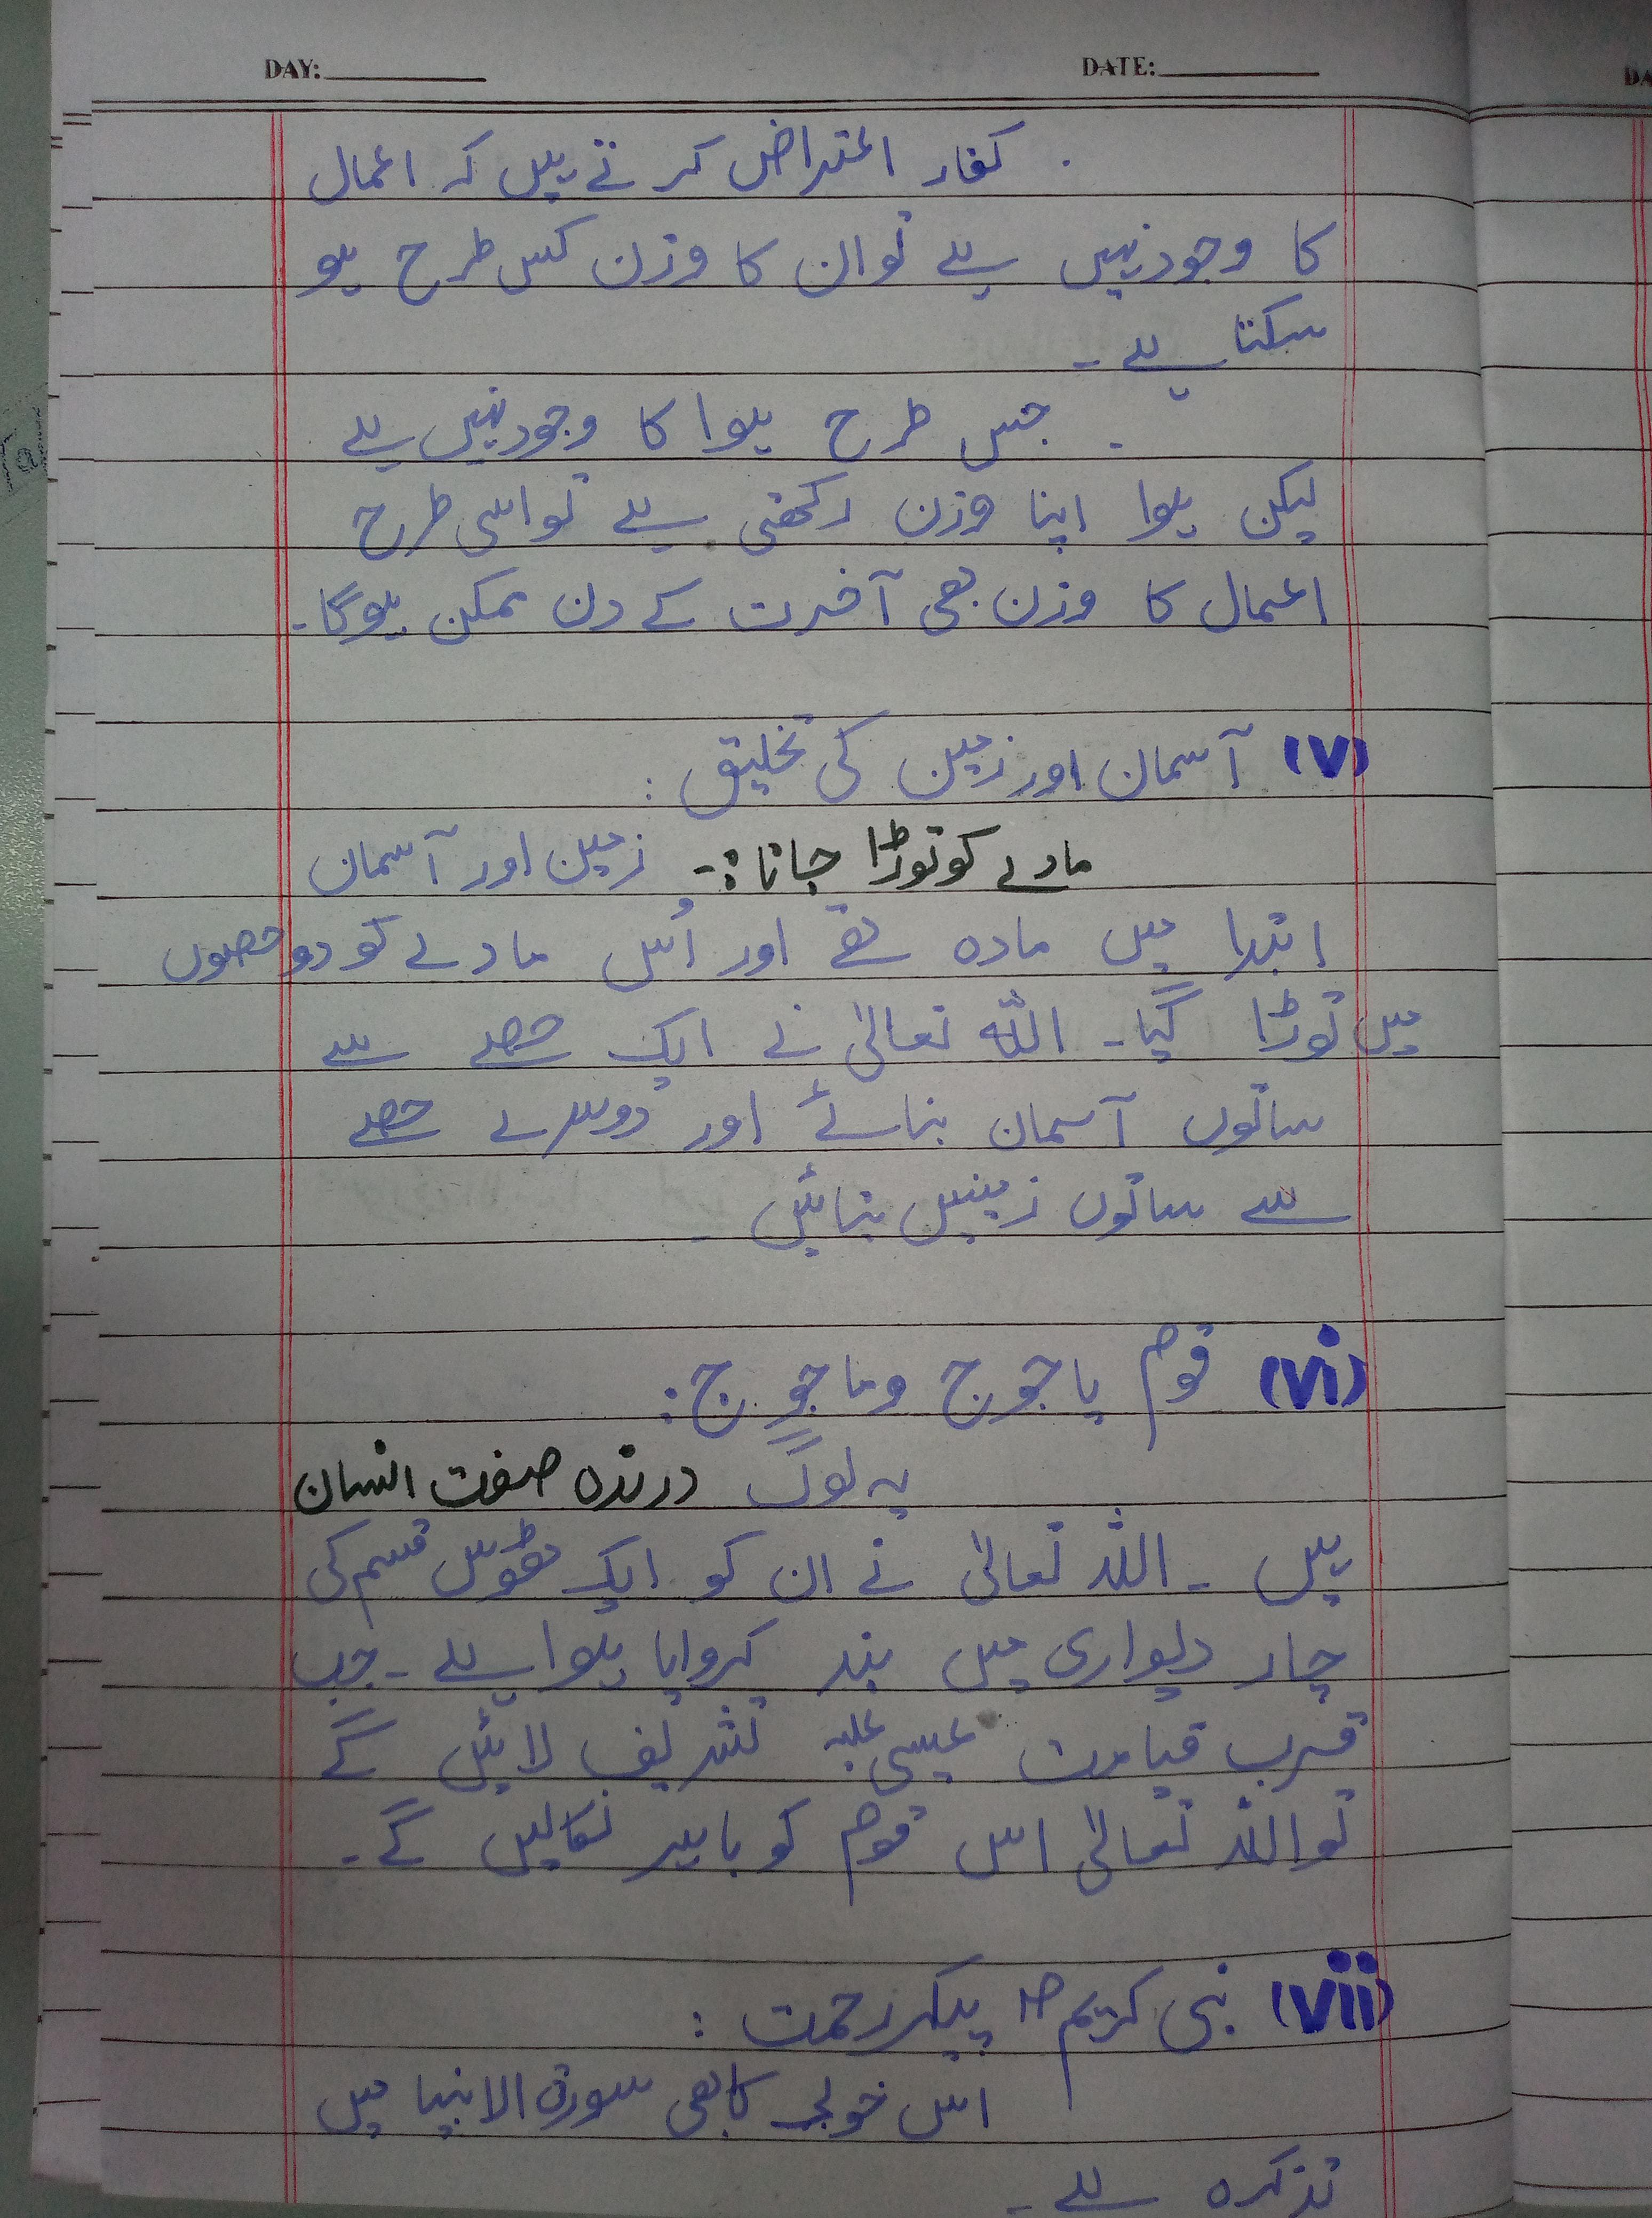 DAY: DATE:
. کفار اعتراض کرتے ہیں کہ اعمال
کا وجود نہیں ہے تو ان کا وزن کس طرح ہو
سکتا ہے ۔
. جس طرح ہوا کا وجود نہیں ہے
لیکن ہوا اپنا وزن رکھتی ہے تو اسی طرح
اعمال کا وزن بھی آخرت کے دن ممکن ہوگا۔
(v) آسمان اور زمین کی تخلیق :
مادے کو توڑا جانا :- زمین اور آسمان
ابتدا میں مادہ تھے اور اُس مادے کو دو حصوں
میں توڑا گیا۔ اللہ تعالیٰ نے ایک حصے سے
ساتوں آسمان بنائے اور دوسرے حصے
سے ساتوں زمینیں بنائیں ۔
(vi) قوم یاجوج وماجوج :
یہ لوگ درندہ صفت انسان
ہیں ۔ اللہ تعالیٰ نے ان کو ایک ٹھوس قسم کی
چار دیواری میں بند کروایا ہوا ہے ۔ جب
قرب قیامت عیسی علیہ تشریف لائیں گے
تو اللہ تعالیٰ اس قوم کو باہر نکالیں گے ۔
(vii) نبی کریم ؐ پیکر رحمت :
اس خوبی کا بھی سورۃ الانبیا میں
تذکرہ ہے ۔